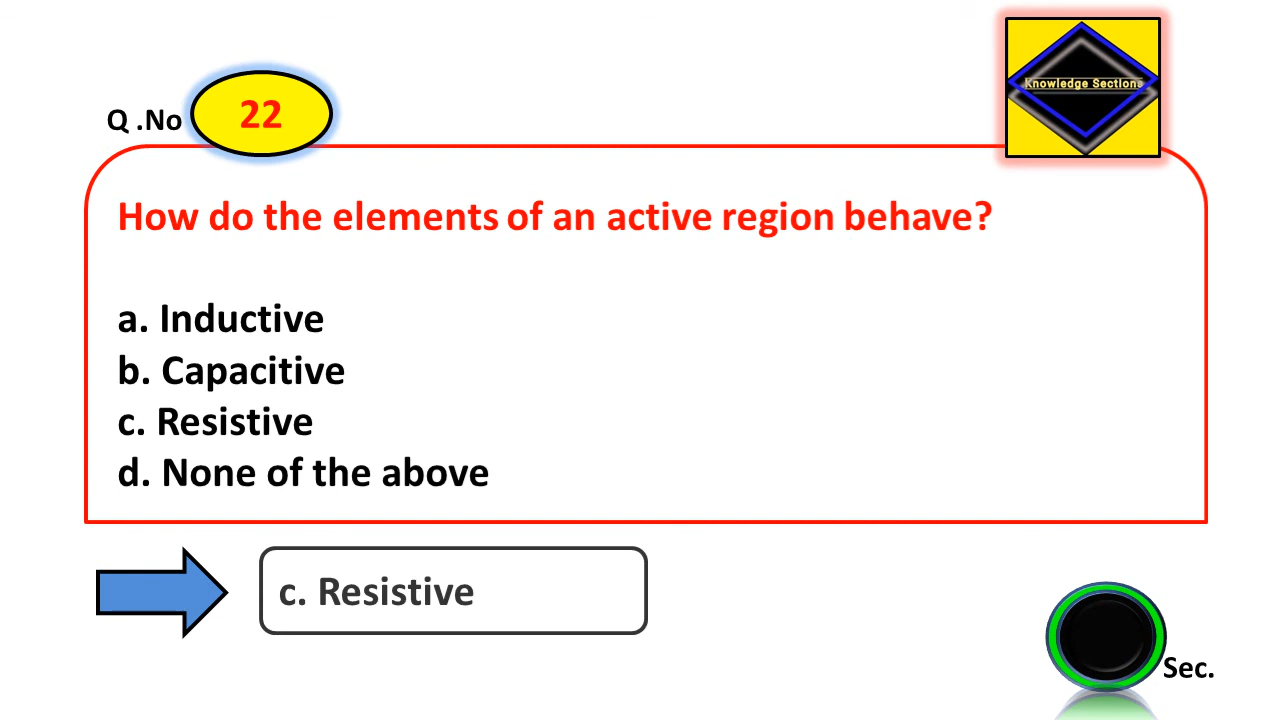 Knowledge Sections
Q .No 22
How do the elements of an active region behave?
a. Inductive
b. Capacitive
c. Resistive
d. None of the above
c. Resistive
Sec.